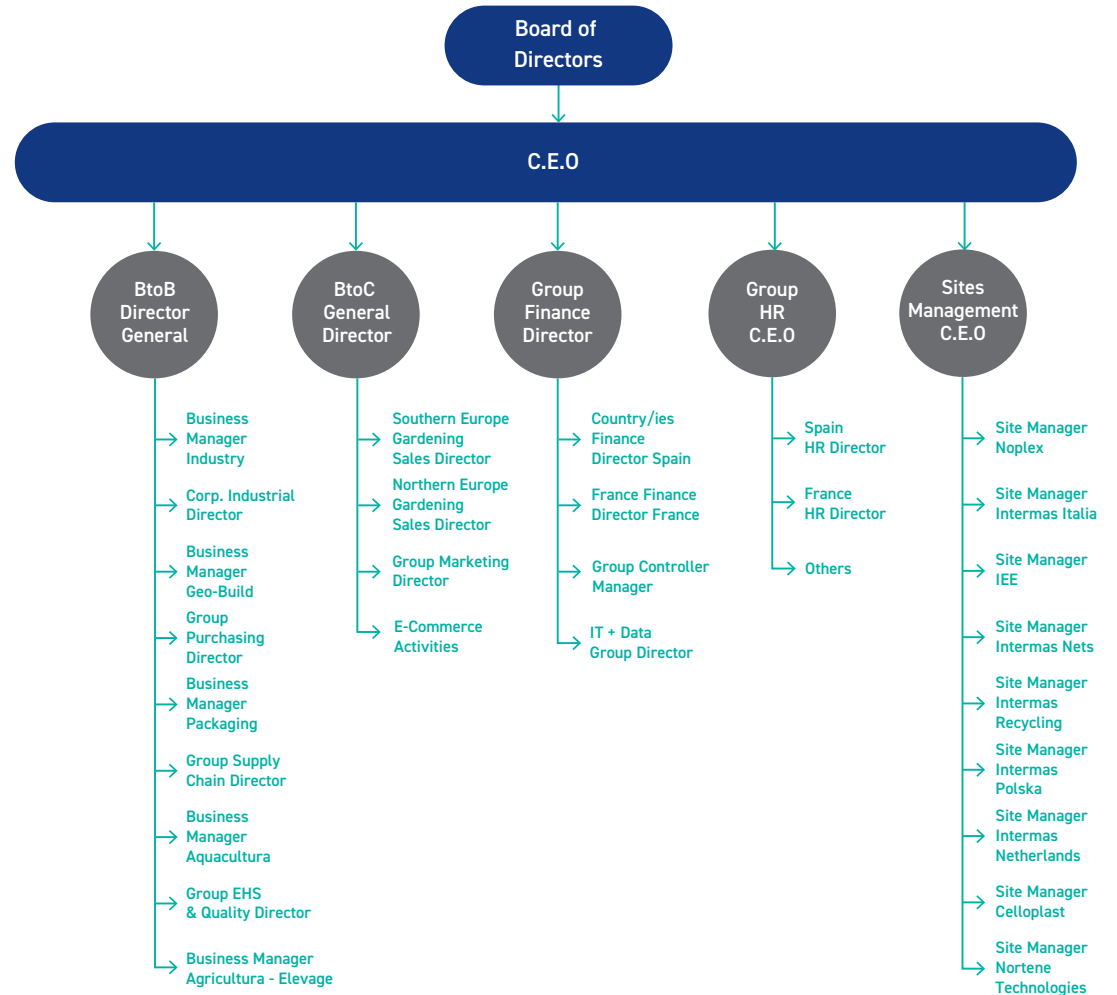 Board of
Directors
C.E.O
BtoB
Director
General
BtoC
General
Director
Group
Finance
Director
Group
HR
C.E.O
Sites
Management
C.E.O
Business
Manager
Industry
Corp. Industrial
Director
Business
Manager
Geo-Build
Group
Purchasing
Director
Business
Manager
Packaging
Group Supply
Chain Director
Business
Manager
Aquacultura
Group EHS
& Quality Director
Business Manager
Agricultura - Elevage
Southern Europe
Gardening
Sales Director
Northern Europe
Gardening
Sales Director
Group Marketing
Director
E-Commerce
Activities
Country/ies
Finance
Director Spain
France Finance
Director France
Group Controller
Manager
IT + Data
Group Director
Spain
HR Director
France
HR Director
Others
Site Manager
Noplex
Site Manager
Intermas Italia
Site Manager
IEE
Site Manager
Intermas Nets
Site Manager
Intermas
Recycling
Site Manager
Intermas
Polska
Site Manager
Intermas
Netherlands
Site Manager
Celloplast
Site Manager
Nortene
Technologies